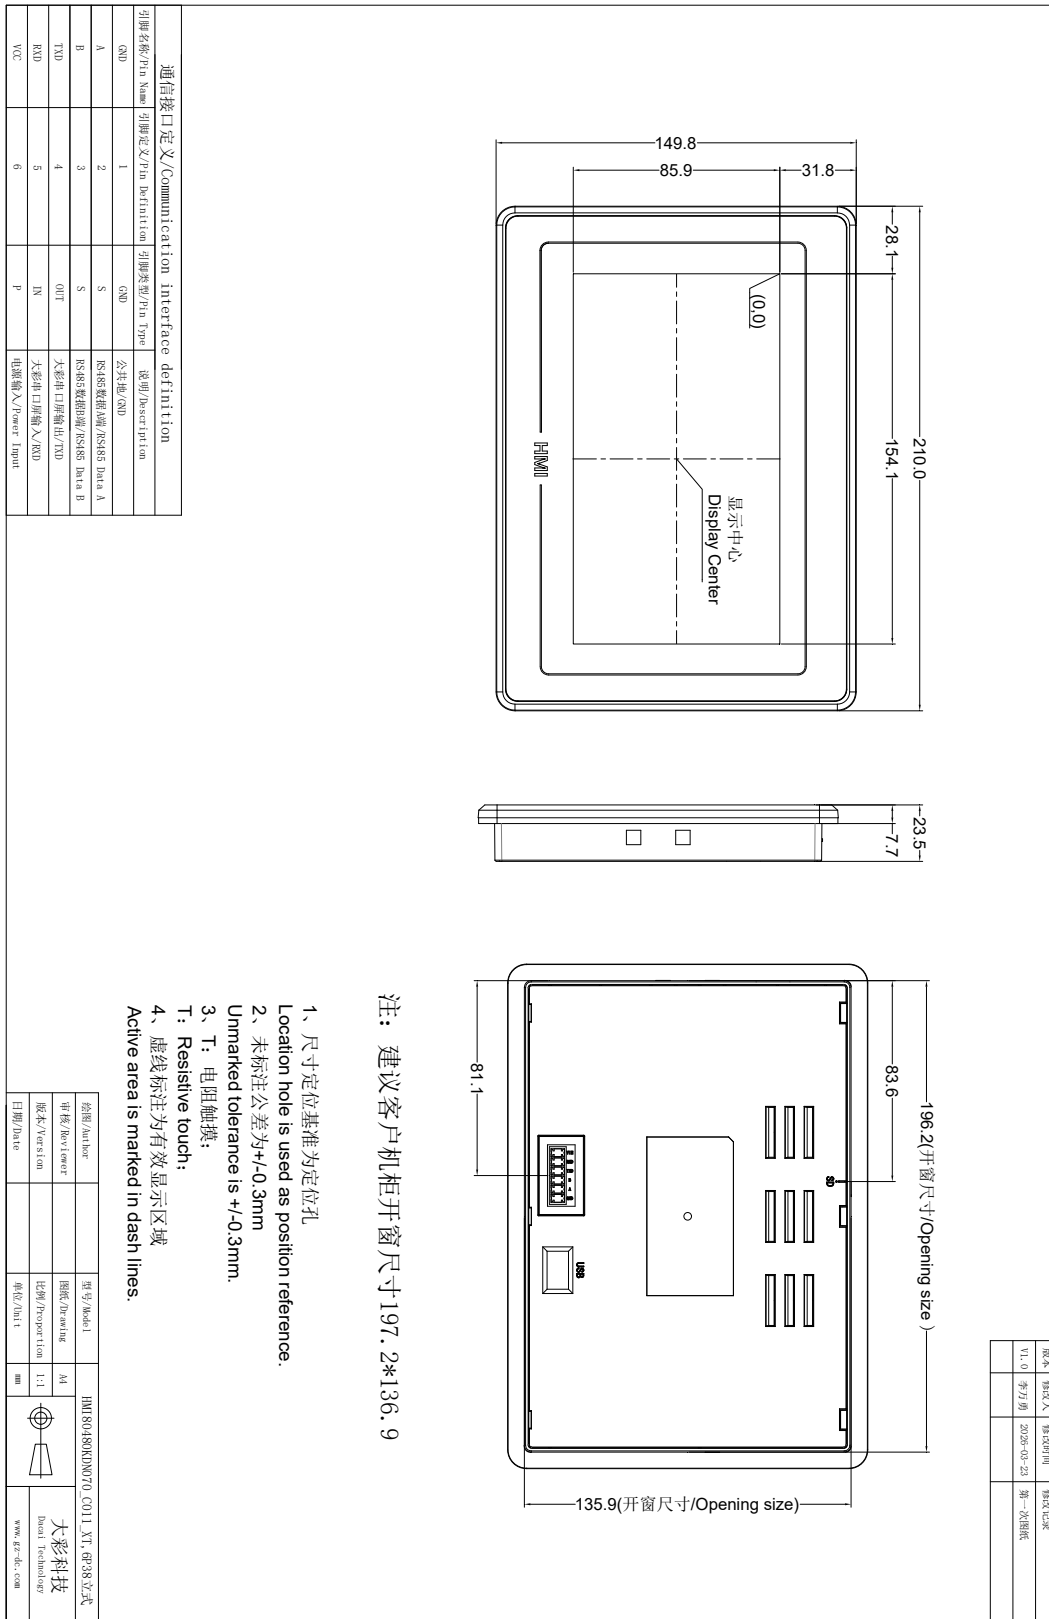 149.8
85.9
31.8
28.1
210.0
154.1
(0,0)
显示中心
Display Center
HMI
23.5
7.7
196.2(开窗尺寸/Opening size )
83.6
81.1
135.9(开窗尺寸/Opening size)
SD
USB
注: 建议客户机柜开窗尺寸197.2*136.9
1、尺寸定位基准为定位孔
Location hole is used as position reference.
2、未标注公差为+/-0.3mm
Unmarked tolerance is +/-0.3mm.
3、T: 电阻触摸;
T: Resistive touch;
4、虚线标注为有效显示区域
Active area is marked in dash lines.
通信接口定义/Communication interface definition
引脚名称/Pin Name 引脚定义/Pin Definition 引脚类型/Pin Type 说明/Description
GND 1 GND 公共地/GND
A 2 S RS485数据A端/RS485 Data A
B 3 S RS485数据B端/RS485 Data B
TXD 4 OUT 大彩串口屏输出/TXD
RXD 5 IN 大彩串口屏输入/RXD
VCC 6 P 电源输入/Power Input
版本 修改人 修改时间 修改记录
V1.0 李万勇 2026-03-23 第一次图纸
绘图/Author 型号/Model HMI80480KDN070_C011_XT,6P38立式
审核/Reviewer 图纸/Drawing A4
版本/Version 比例/Proportion 1:1
日期/Date 单位/Unit mm
大彩科技
Dacai Technology
www.gz-dc.com